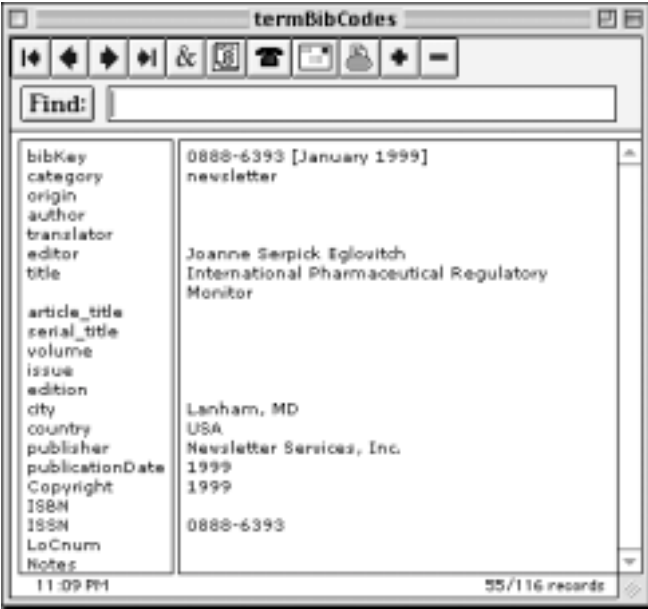 termBibCodes
&
Find:
bibKey 0888-6393 [January 1999]
category newsletter
origin
author
translator
editor Joanne Serpick Eglovitch
title International Pharmaceutical Regulatory
Monitor
article_title
serial_title
volume
issue
edition
city Lanham, MD
country USA
publisher Newsletter Services, Inc.
publicationDate 1999
Copyright 1999
ISBN
ISSN 0888-6393
LoCnum
Notes
11:09 PM 55/116 records